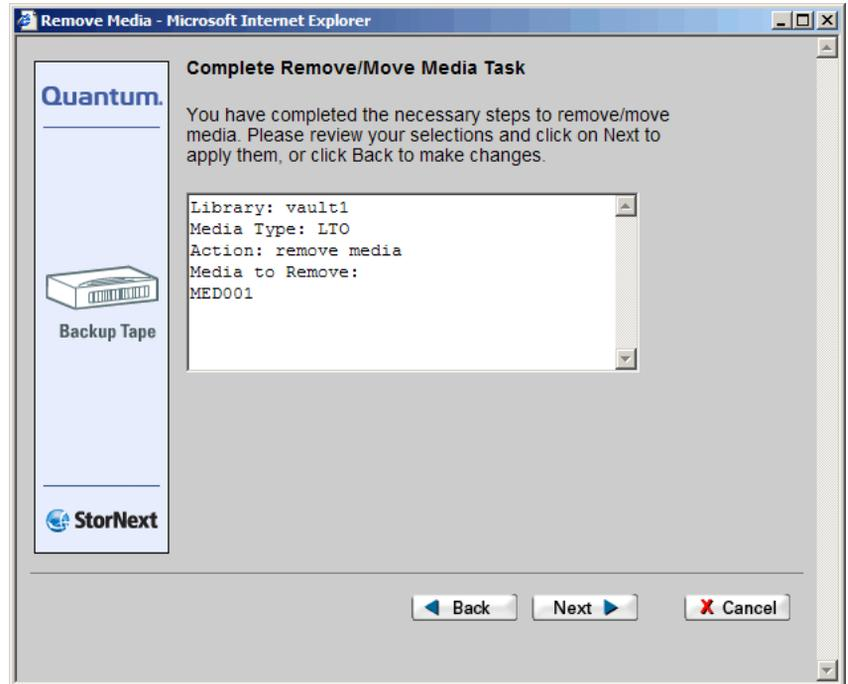 Remove Media - Microsoft Internet Explorer
Quantum.
Backup Tape
StorNext
Complete Remove/Move Media Task
You have completed the necessary steps to remove/move
media. Please review your selections and click on Next to
apply them, or click Back to make changes.
Library: vault1
Media Type: LTO
Action: remove media
Media to Remove:
MED001
Back
Next
Cancel